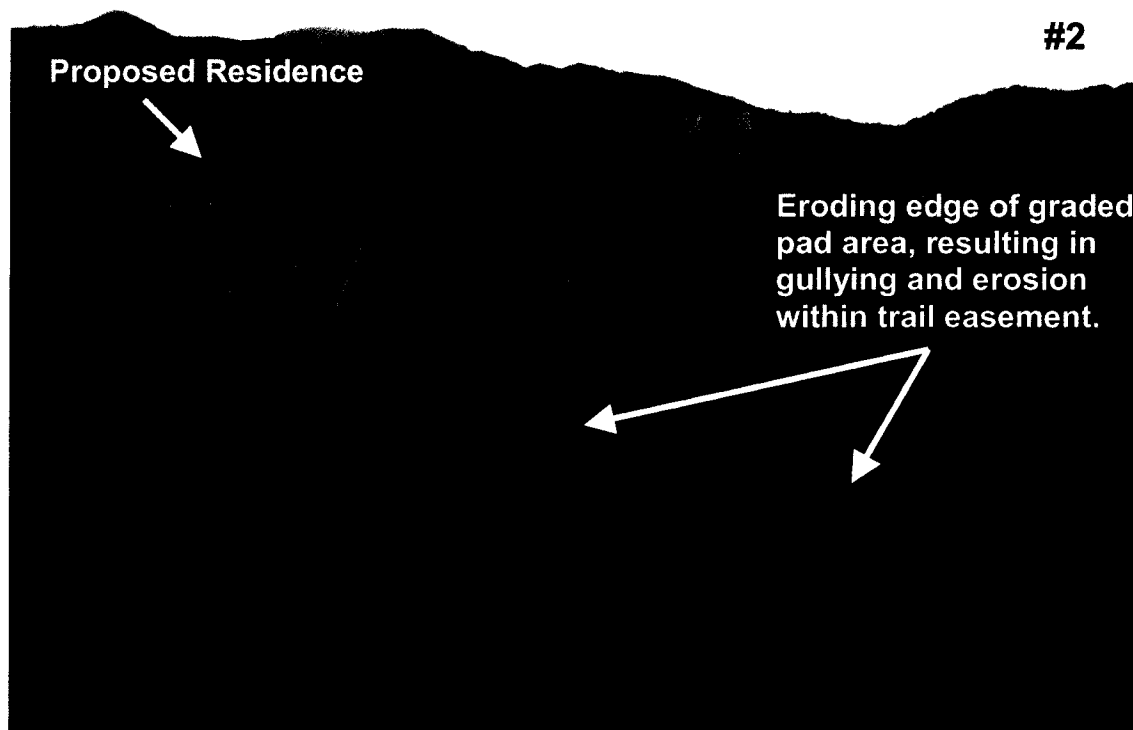 #2
Proposed Residence
Eroding edge of graded
pad area, resulting in
gullying and erosion
within trail easement.